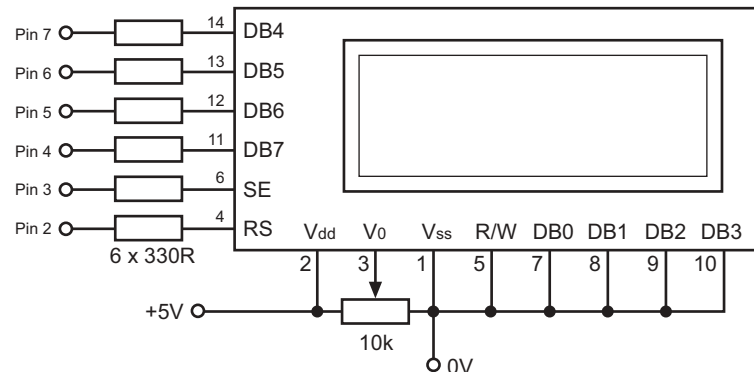 Pin 7 14 DB4
Pin 6 13 DB5
Pin 5 12 DB6
Pin 4 11 DB7
Pin 3 6 SE
Pin 2 4 RS
6 x 330R
Vdd V0 Vss R/W DB0 DB1 DB2 DB3
2 3 1 5 7 8 9 10
+5V
10k
0V